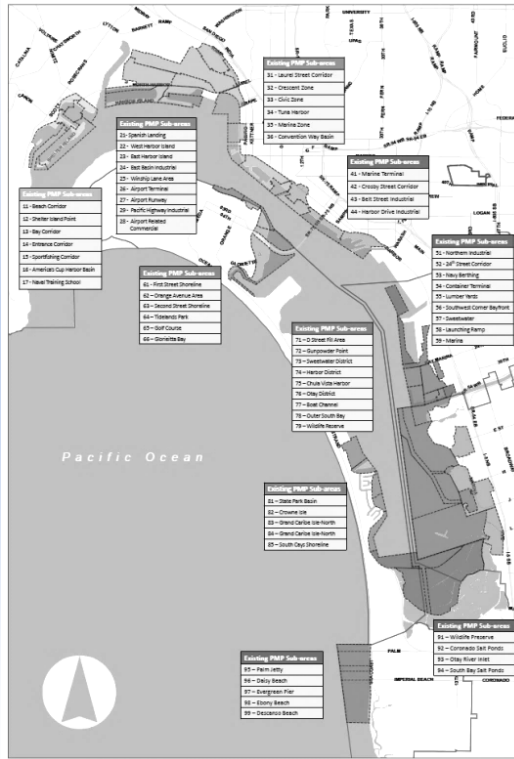 UNIVERSITY
UPAS
Existing PMP Sub-areas
31 - Laurel Street Corridor
32 - Crescent Zone
33 - Civic Zone
34 - Tuna Harbor
35 - Marine Zone
36 - Convention Way Basin
Existing PMP Sub-areas
21- Spanish Landing
22 - West Harbor Island
23 - East Harbor Island
24 - East Basin Industrial
25 - Winship Lane Area
26 - Airport Terminal
27 - Airport Runway
29 - Pacific Highway Industrial
28 - Airport Related
Commercial
Existing PMP Sub-areas
41 - Marine Terminal
42 - Crosby Street Corridor
43 - Belt Street Industrial
44 - Harbor Drive Industrial
Existing PMP Sub-areas
11 - Beach Corridor
12 - Shelter Island Point
13 - Bay Corridor
14 - Entrance Corridor
15 - Sportfishing Corridor
16 - America's Cup Harbor Basin
17 - Naval Training School
LOGAN
Existing PMP Sub-areas
51 - Northern Industrial
52 - 24th Street Corridor
53 - Navy Berthing
54 - Container Terminal
55 - Lumber Yards
56 - Southwest Corner Bayfront
57 - Sweetwater
58 - Launching Ramp
59 - Marina
Existing PMP Sub-areas
61 - First Street Shoreline
62 - Orange Avenue Area
63 - Second Street Shoreline
64 - Tidelands Park
65 - Golf Course
66 - Glorietta Bay
Existing PMP Sub-areas
71 - D Street Fill Area
72 - Gunpowder Point
73 - Sweetwater District
74 - Harbor District
75 - Chula Vista Harbor
76 - Otay District
77 - Boat Channel
78 - Outer South Bay
79 - Wildlife Reserve
Pacific Ocean
Existing PMP Sub-areas
81 - State Park Basin
82 - Crowne Isle
83 - Grand Caribe Isle-North
84 - Grand Caribe Isle-North
85 - South Cays Shoreline
Existing PMP Sub-areas
91 - Wildlife Preserve
92 - Coronado Salt Ponds
93 - Otay River Inlet
94 - South Bay Salt Ponds
PALM
IMPERIAL BEACH
CORONADO
Existing PMP Sub-areas
95 - Palm Jetty
96 - Daisy Beach
97 - Evergreen Pier
98 - Ebony Beach
99 - Descanso Beach